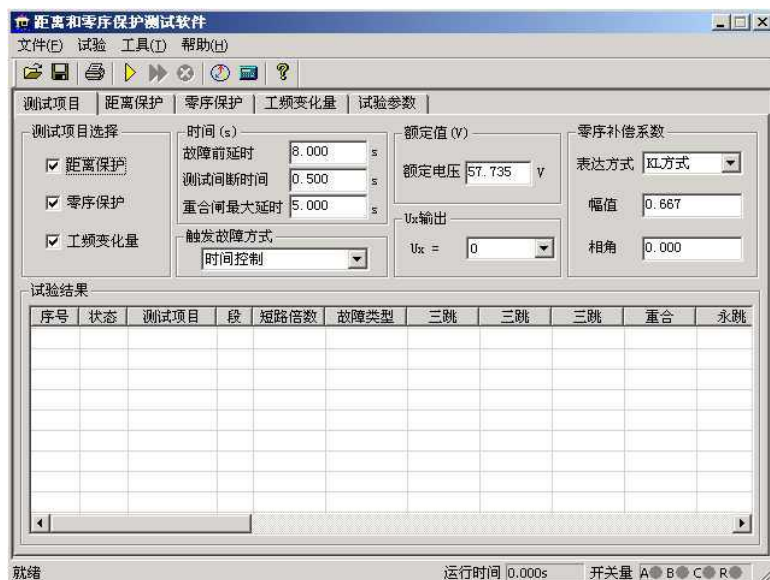 距离和零序保护测试软件
文件(F) 试验 工具(T) 帮助(H)
测试项目 距离保护 零序保护 工频变化量 试验参数
测试项目选择
距离保护
零序保护
工频变化量
时间(s)
故障前延时 8.000 s
测试间断时间 0.500 s
重合闸最大延时 5.000 s
触发故障方式
时间控制
额定值(V)
额定电压 57.735 V
Ux输出
Ux = 0
零序补偿系数
表达方式 KL方式
幅值 0.667
相角 0.000
试验结果
序号 状态 测试项目 段 短路倍数 故障类型 三跳 三跳 三跳 重合 永跳
就绪 运行时间 0.000s 开关量 A B C R